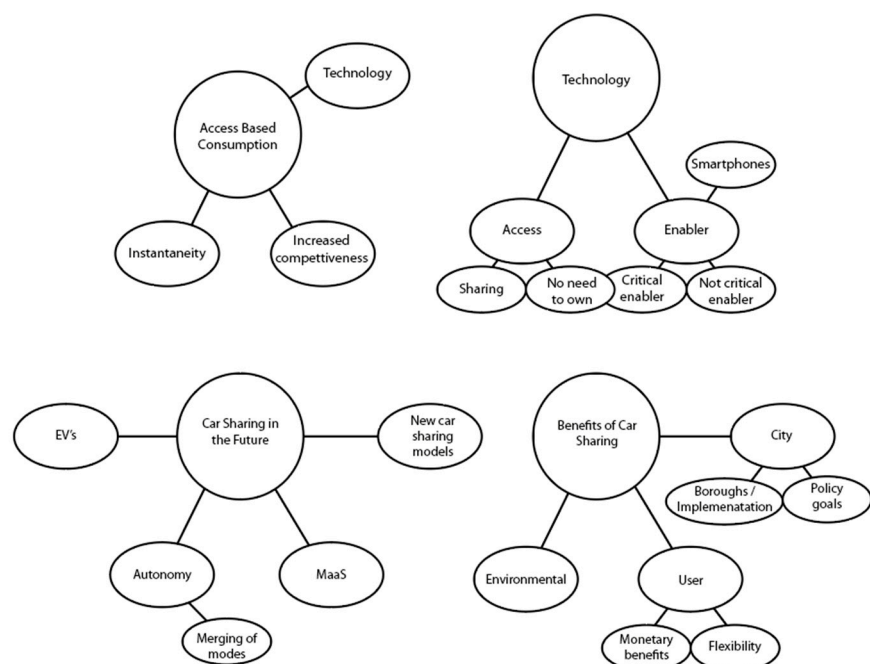 Technology
Access Based
Consumption
Instantaneity
Increased
compettiveness
Technology
Smartphones
Access
Enabler
Sharing
No need
to own
Critical
enabler
Not critical
enabler
Car Sharing in
the Future
EV's
New car
sharing
models
Autonomy
MaaS
Merging of
modes
Benefits of Car
Sharing
City
Boroughs /
Implemenatation
Policy
goals
Environmental
User
Monetary
benefits
Flexibility